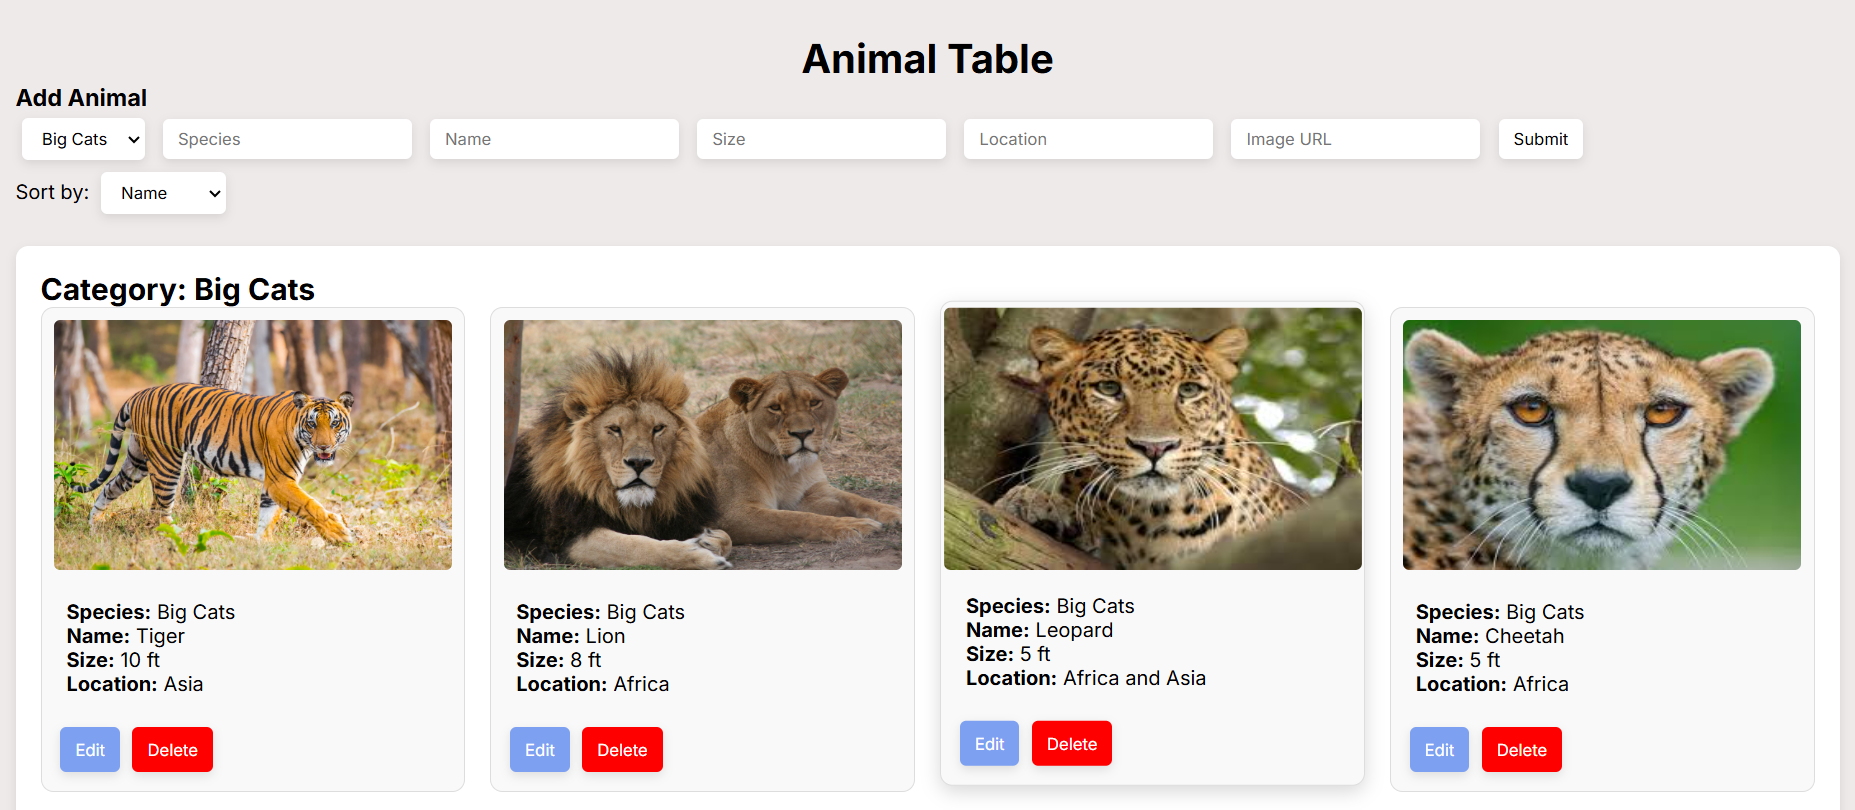 Animal Table
Add Animal
Big Cats Species Name Size Location Image URL Submit
Sort by: Name
Category: Big Cats
Species: Big Cats
Name: Tiger
Size: 10 ft
Location: Asia
Edit Delete
Species: Big Cats
Name: Lion
Size: 8 ft
Location: Africa
Edit Delete
Species: Big Cats
Name: Leopard
Size: 5 ft
Location: Africa and Asia
Edit Delete
Species: Big Cats
Name: Cheetah
Size: 5 ft
Location: Africa
Edit Delete